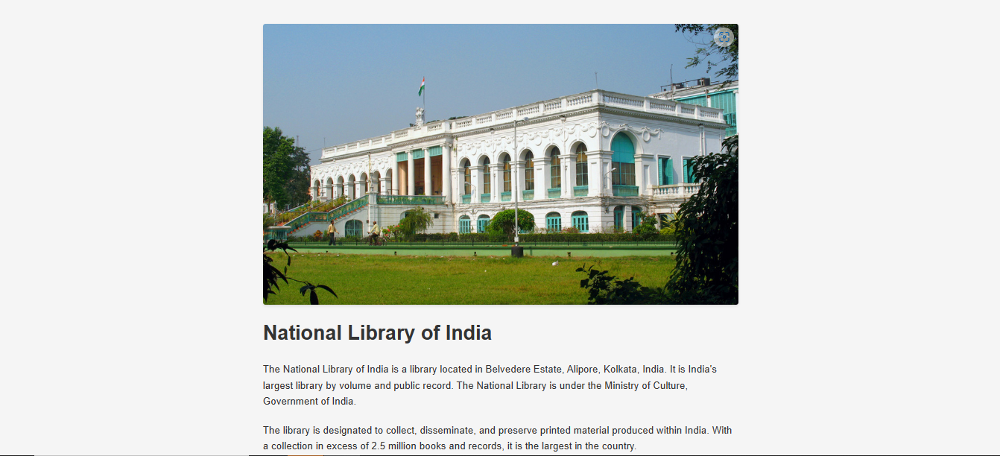 National Library of India
The National Library of India is a library located in Belvedere Estate, Alipore, Kolkata, India. It is India's
largest library by volume and public record. The National Library is under the Ministry of Culture,
Government of India.
The library is designated to collect, disseminate, and preserve printed material produced within India. With
a collection in excess of 2.5 million books and records, it is the largest in the country.